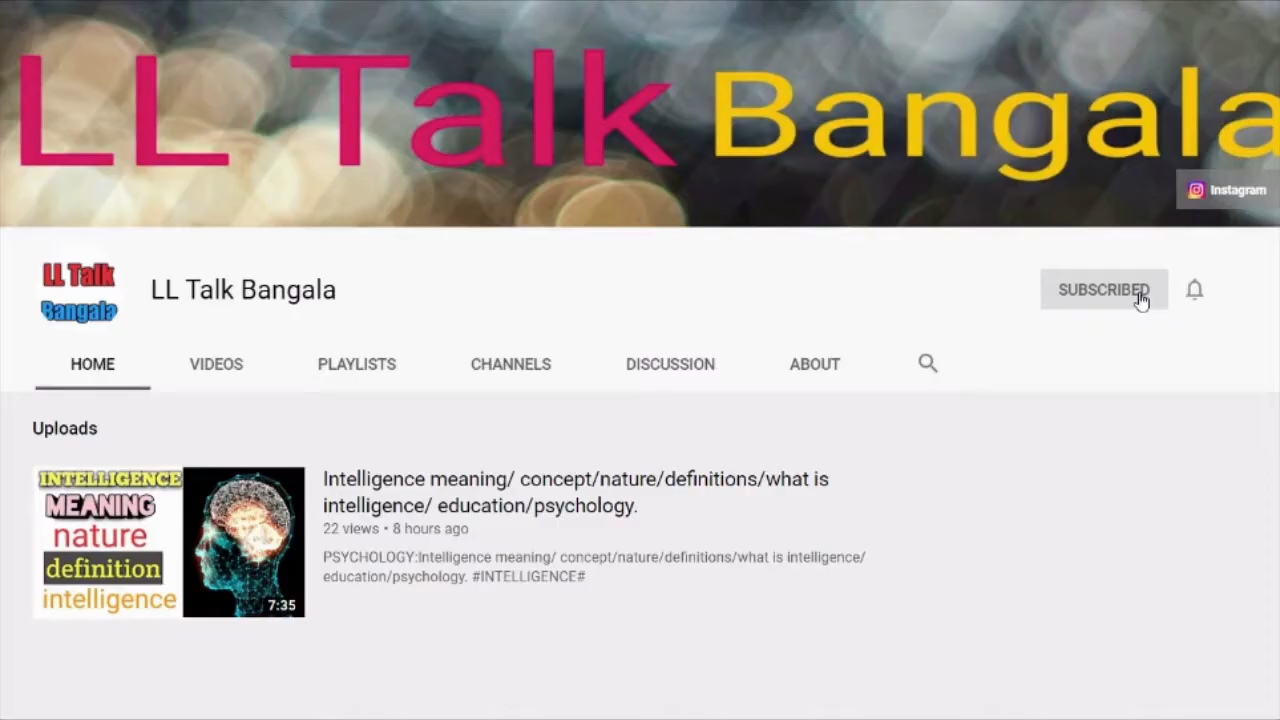 LL Talk Bangala
Instagram
LL Talk
Bangala
LL Talk Bangala
SUBSCRIBED
HOME VIDEOS PLAYLISTS CHANNELS DISCUSSION ABOUT
Uploads
INTELLIGENCE
MEANING
nature
definition
intelligence
7:35
Intelligence meaning/ concept/nature/definitions/what is
intelligence/ education/psychology.
22 views • 8 hours ago
PSYCHOLOGY:Intelligence meaning/ concept/nature/definitions/what is intelligence/
education/psychology. #INTELLIGENCE#